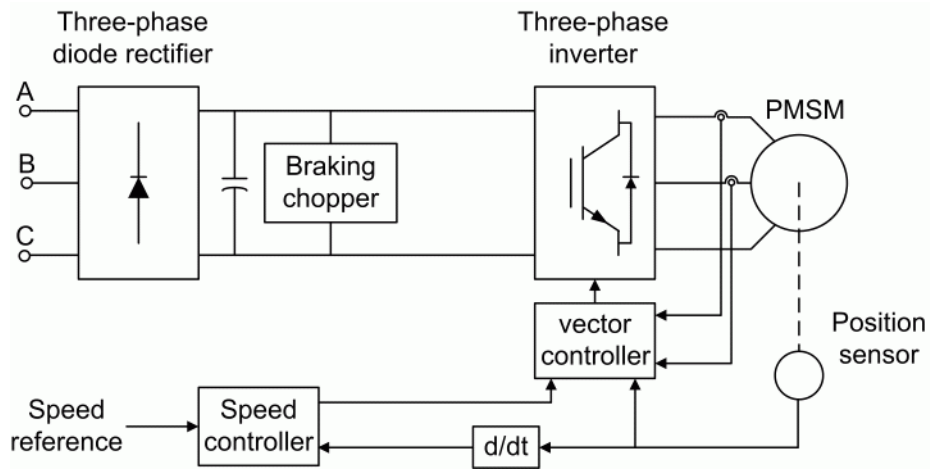 Three-phase
diode rectifier
Three-phase
inverter
A
PMSM
B
Braking
chopper
C
vector
controller
Position
sensor
Speed
reference
Speed
controller
d/dt